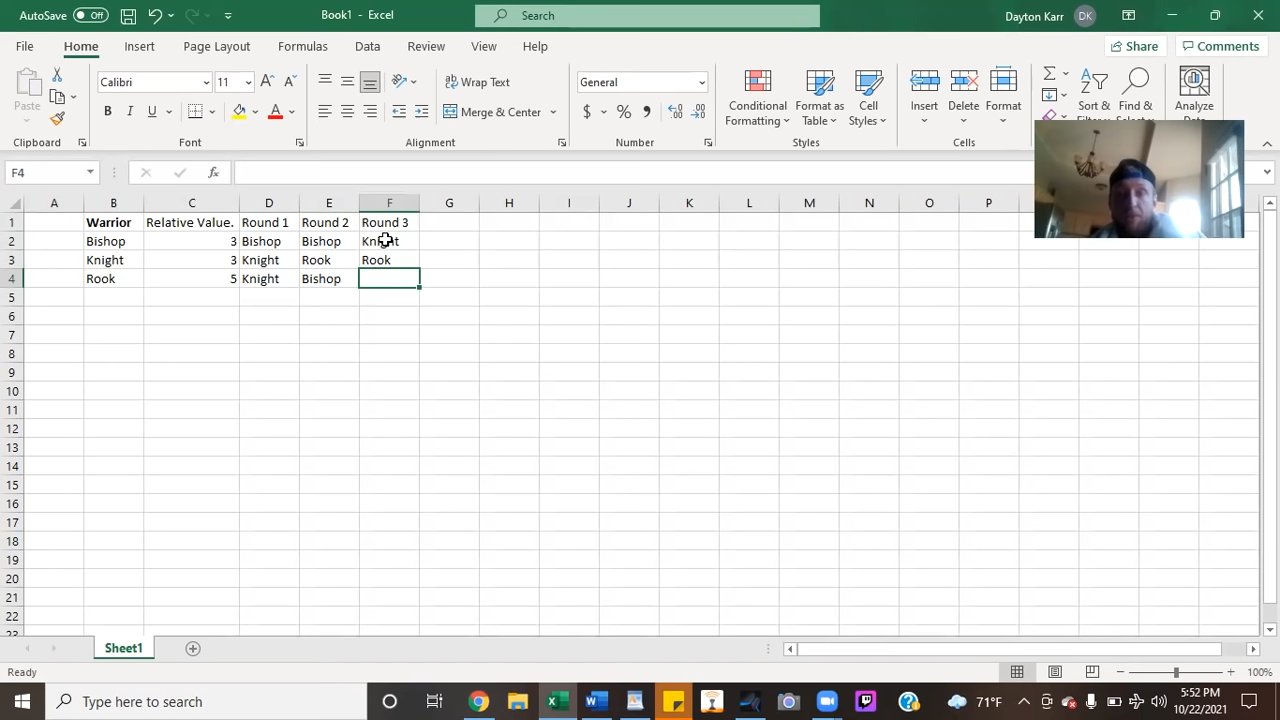 AutoSave Off Book1 - Excel Search Dayton Karr DK
File Home Insert Page Layout Formulas Data Review View Help Share Comments
Paste Calibri 11 Wrap Text General Conditional Formatting Format as Table Cell Styles Insert Delete Format Sort & Find & Analyze Data
B I U Merge & Center $ %
Clipboard Font Alignment Number Styles Cells
F4 fx
A B C D E F G H I J K L M N O P
1 Warrior Relative Value. Round 1 Round 2 Round 3
2 Bishop 3 Bishop Bishop Knight
3 Knight 3 Knight Rook Rook
4 Rook 5 Knight Bishop
5
6
7
8
9
10
11
12
13
14
15
16
17
18
19
20
21
22
23
Sheet1
Ready 100%
Type here to search 71°F 5:52 PM
10/22/2021